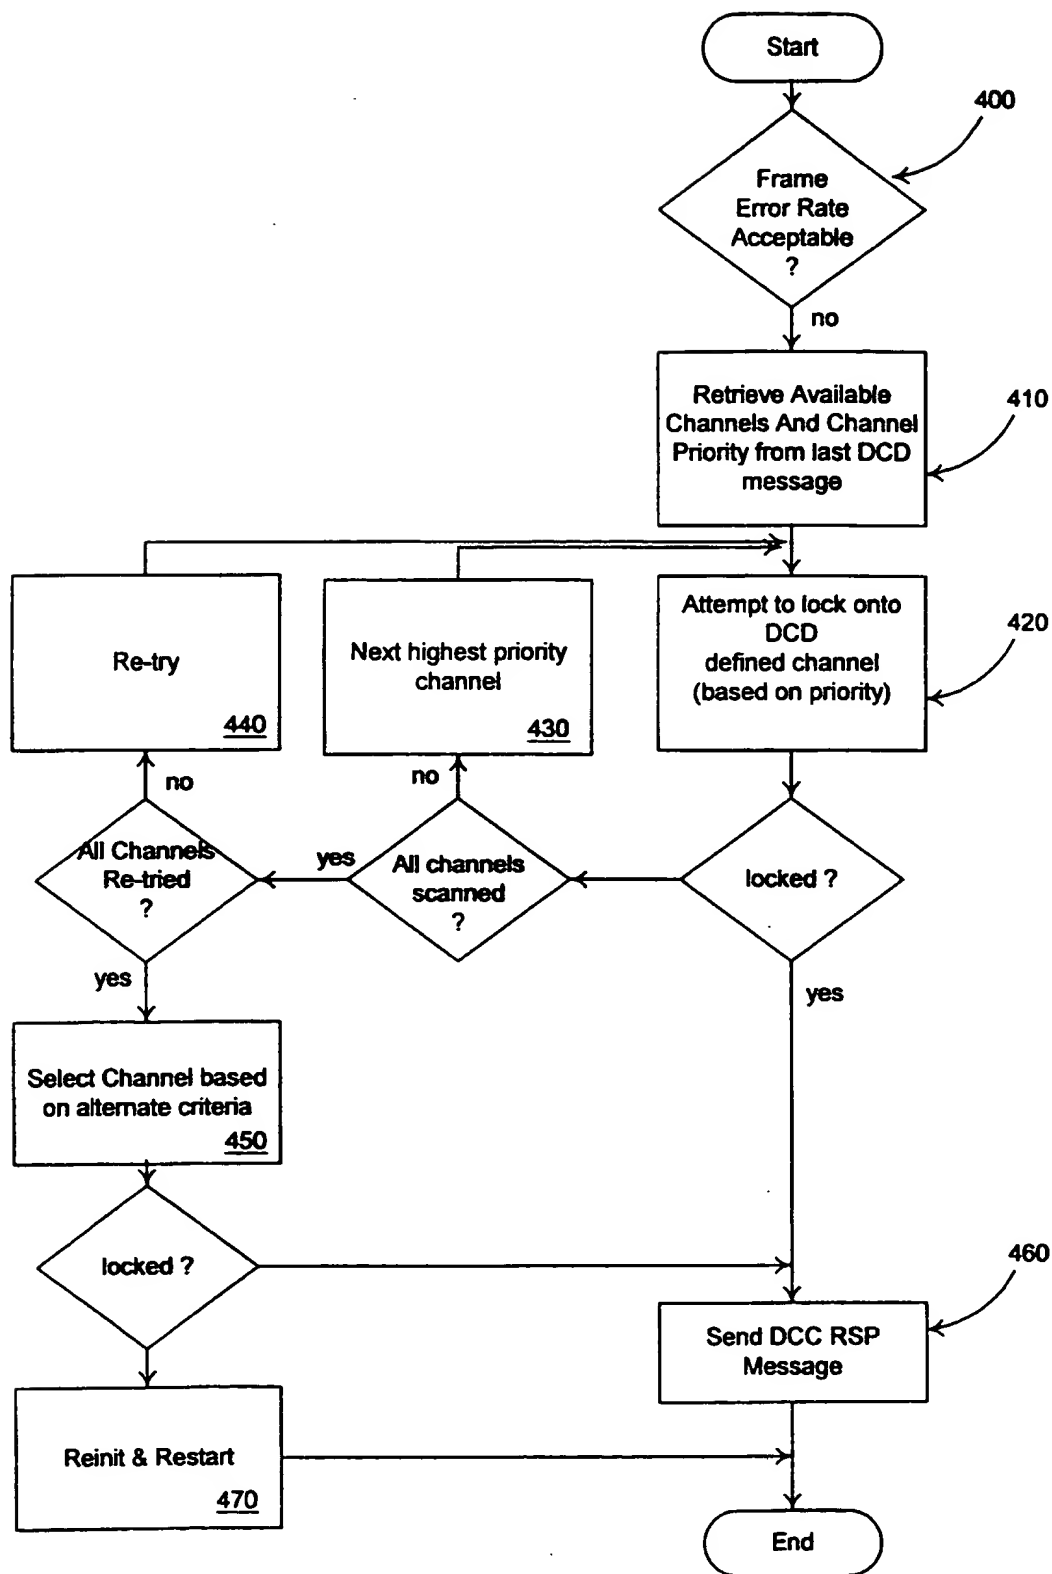 Start
400
Frame
Error Rate
Acceptable
?
no
Retrieve Available
Channels And Channel
Priority from last DCD
message
410
Re-try
440
Next highest priority
channel
430
Attempt to lock onto
DCD
defined channel
(based on priority)
420
no
no
All Channels
Re-tried
?
yes
All channels
scanned
?
locked ?
yes
yes
Select Channel based
on alternate criteria
450
locked ?
460
Send DCC RSP
Message
Reinit & Restart
470
End